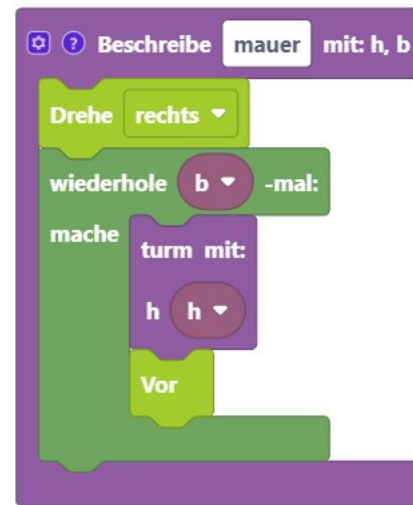 ? Beschreibe mauer mit: h, b
Drehe rechts
wiederhole b -mal:
mache
turm mit:
h h
Vor